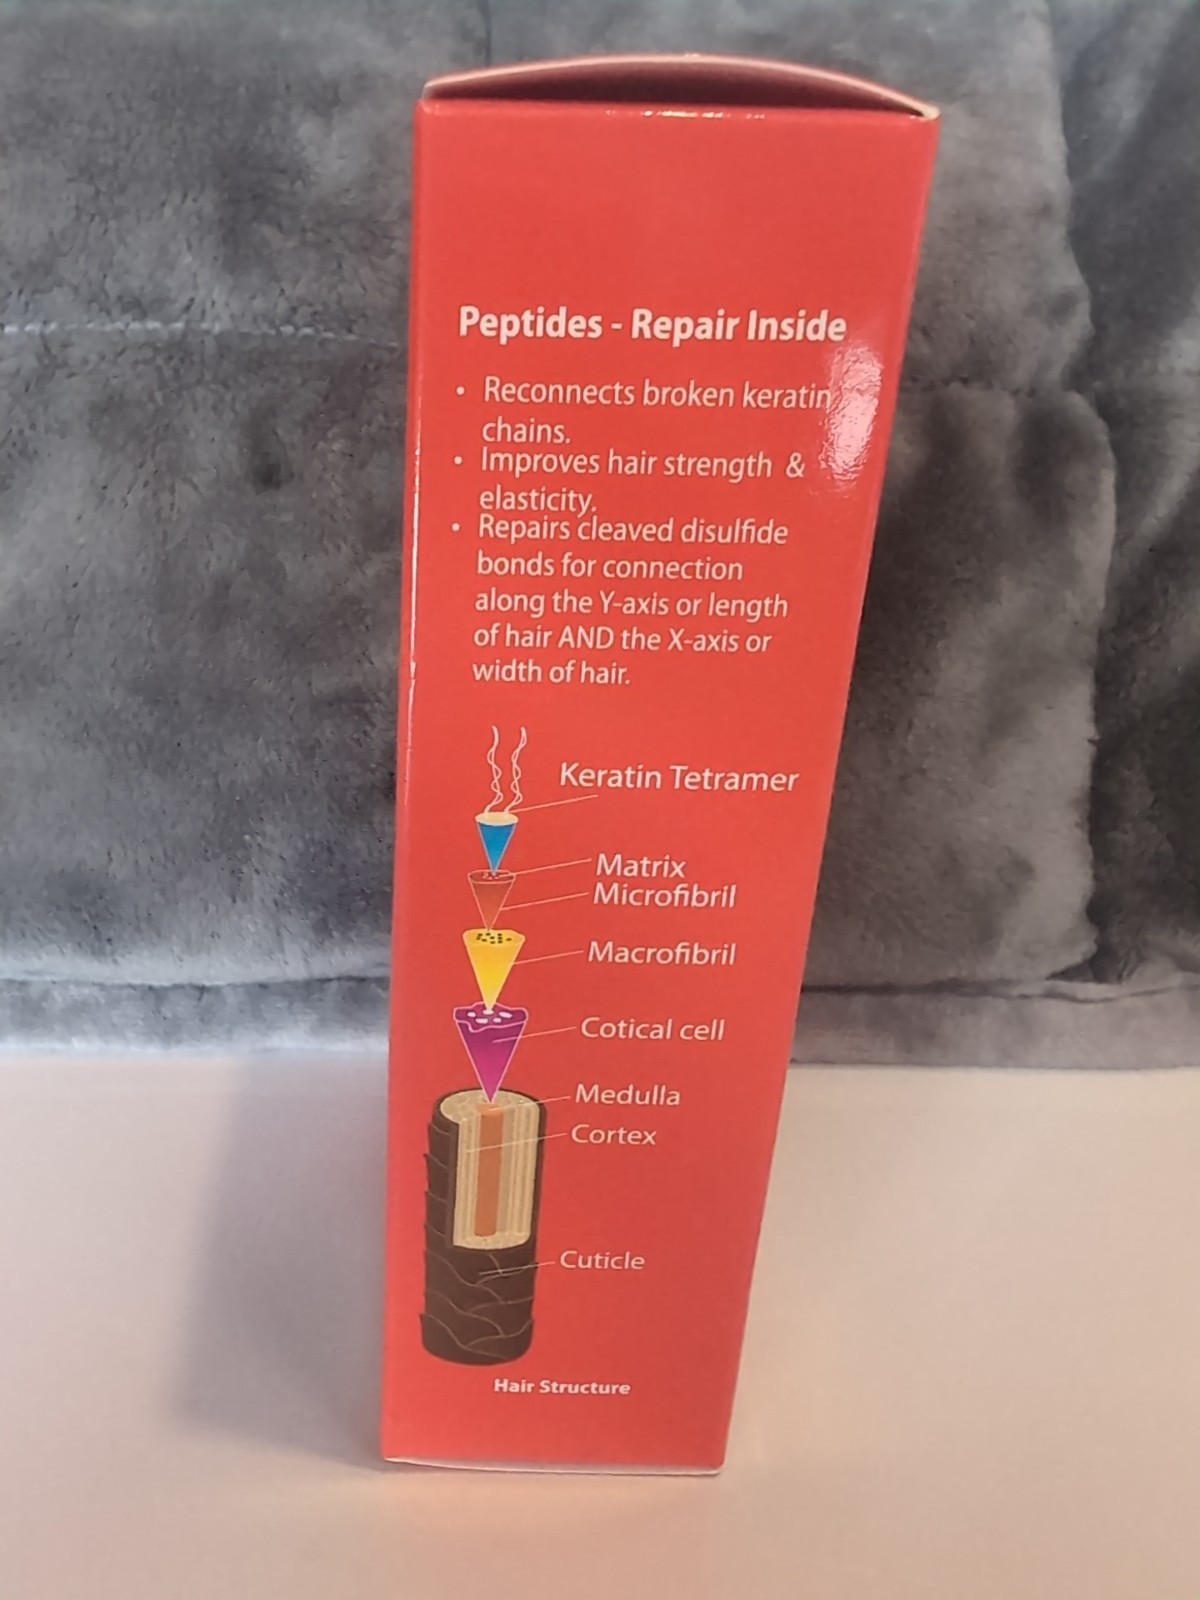 Peptides - Repair Inside
• Reconnects broken keratin
chains.
• Improves hair strength &
elasticity.
• Repairs cleaved disulfide
bonds for connection
along the Y-axis or length
of hair AND the X-axis or
width of hair.
Keratin Tetramer
Matrix
Microfibril
Macrofibril
Cotical cell
Medulla
Cortex
Cuticle
Hair Structure